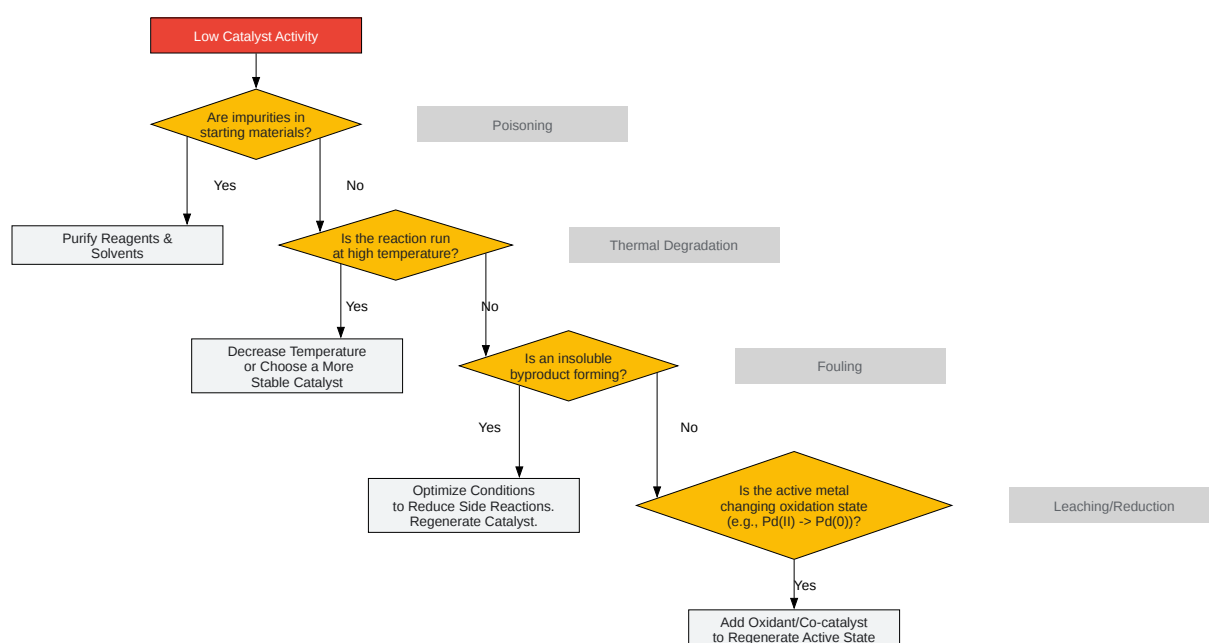 Low Catalyst Activity
Are impurities in
starting materials?
Poisoning
Yes
No
Purify Reagents &
Solvents
Is the reaction run
at high temperature?
Thermal Degradation
Yes
No
Decrease Temperature
or Choose a More
Stable Catalyst
Is an insoluble
byproduct forming?
Fouling
Yes
No
Optimize Conditions
to Reduce Side Reactions.
Regenerate Catalyst.
Is the active metal
changing oxidation state
(e.g., Pd(II) -> Pd(0))?
Leaching/Reduction
Yes
Add Oxidant/Co-catalyst
to Regenerate Active State